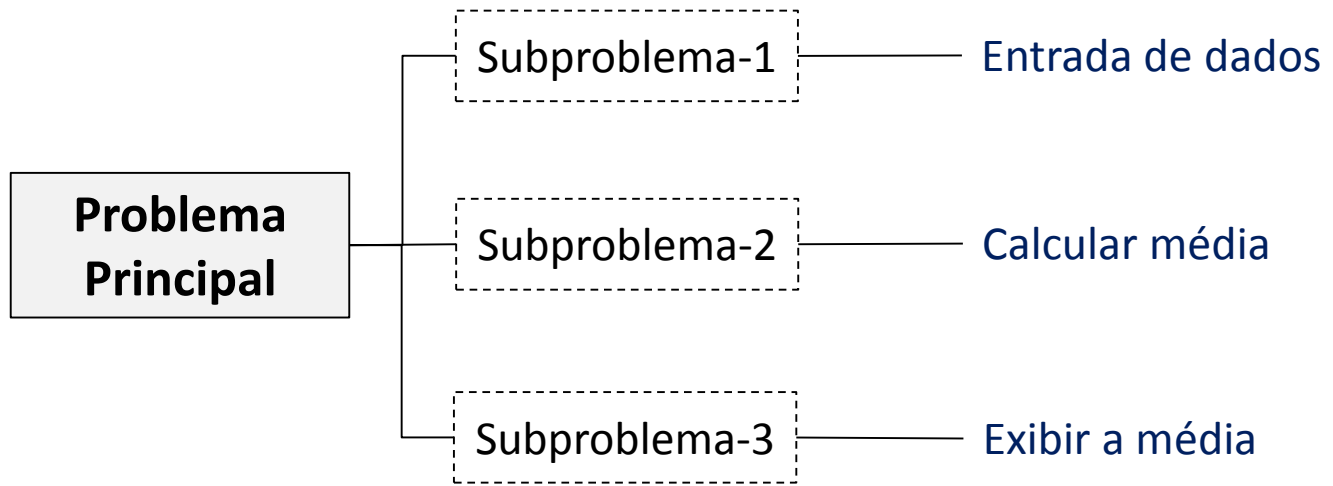 Problema
Principal
Subproblema-1
Entrada de dados
Subproblema-2
Calcular média
Subproblema-3
Exibir a média